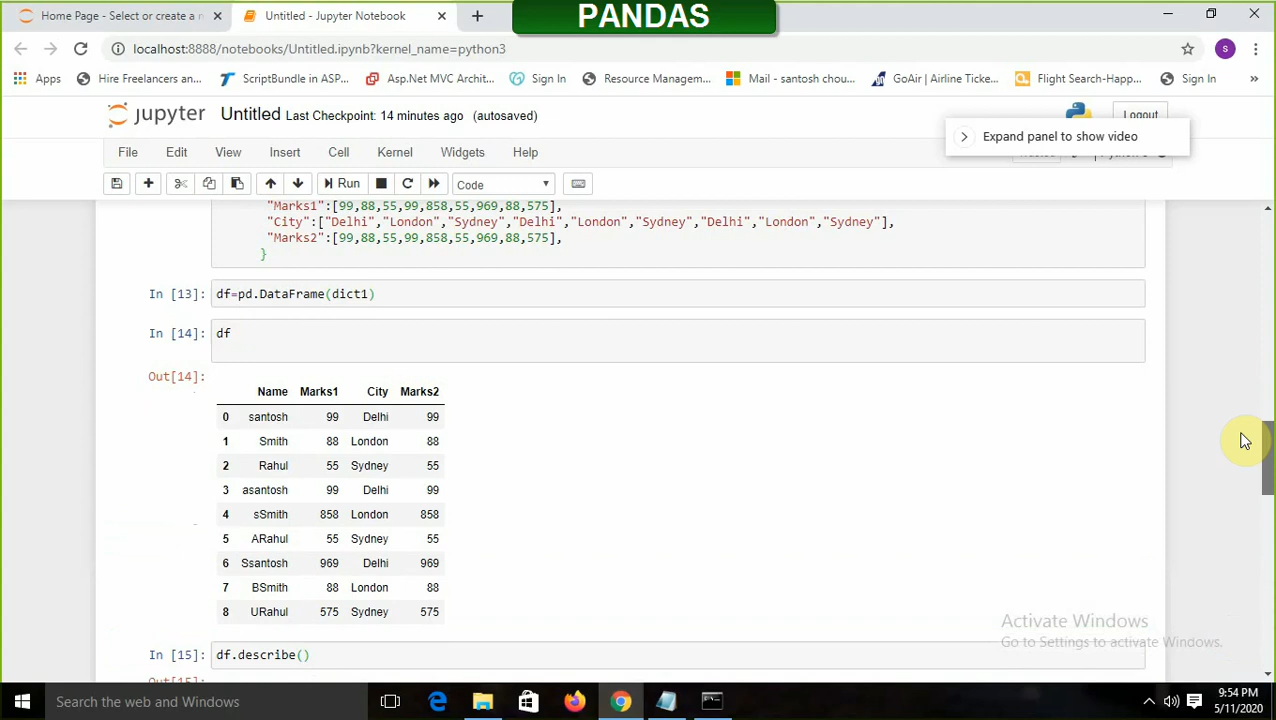 PANDAS
Home Page - Select or create a n
Untitled - Jupyter Notebook
localhost:8888/notebooks/Untitled.ipynb?kernel_name=python3
S
Apps Hire Freelancers an... ScriptBundle in ASP... Asp.Net MVC Archit... Sign In Resource Managem... Mail - santosh chou... GoAir | Airline Ticke... Flight Search-Happ... Sign In »
jupyter Untitled Last Checkpoint: 14 minutes ago (autosaved)
Logout
Expand panel to show video
File Edit View Insert Cell Kernel Widgets Help
Run Code
"Marks1":[99,88,55,99,858,55,969,88,575],
"City":["Delhi","London","Sydney","Delhi","London","Sydney","Delhi","London","Sydney"],
"Marks2":[99,88,55,99,858,55,969,88,575],
}
In [13]: df=pd.DataFrame(dict1)
In [14]: df
Out[14]:
Name Marks1 City Marks2
0 santosh 99 Delhi 99
1 Smith 88 London 88
2 Rahul 55 Sydney 55
3 asantosh 99 Delhi 99
4 sSmith 858 London 858
5 ARahul 55 Sydney 55
6 Ssantosh 969 Delhi 969
7 BSmith 88 London 88
8 URahul 575 Sydney 575
Activate Windows
Go to Settings to activate Windows.
In [15]: df.describe()
Out[15]:
Search the web and Windows
9:54 PM
5/11/2020